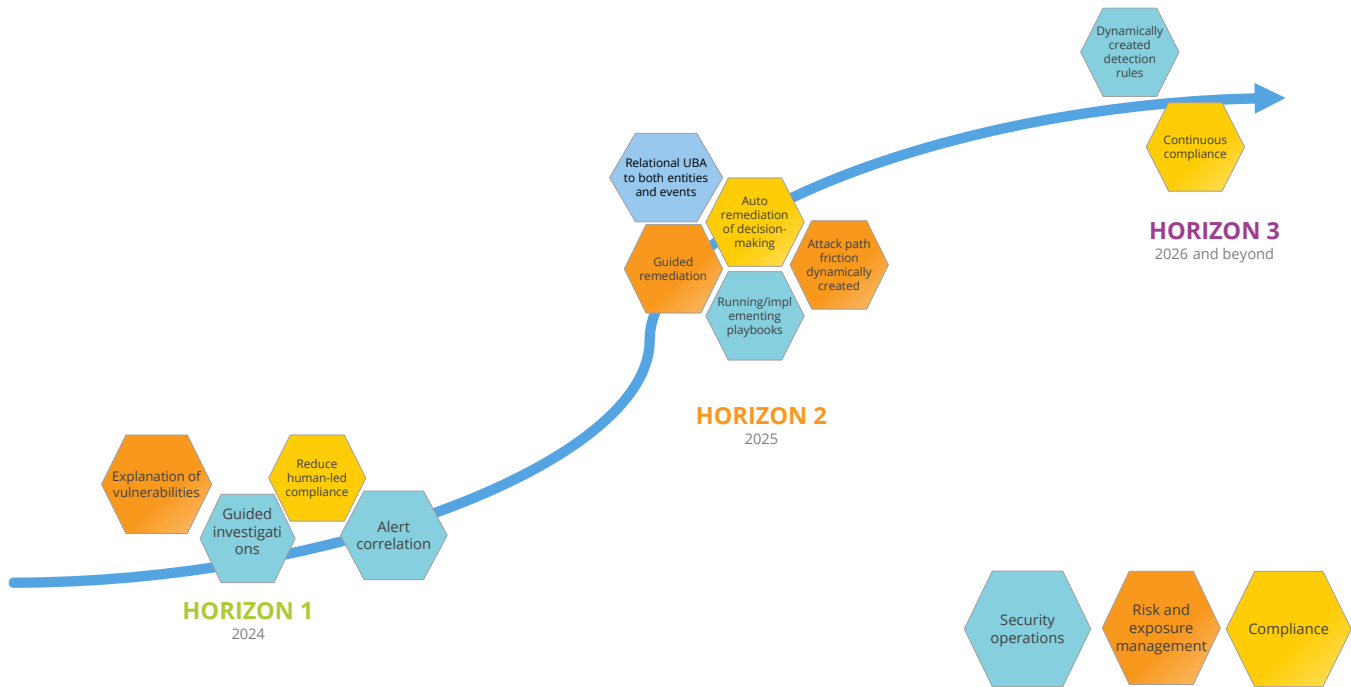 Dynamically
created
detection
rules
Continuous
compliance
HORIZON 3
2026 and beyond
Relational UBA
to both entities
and events
Auto
remediation
of decision-
making
Guided
remediation
Attack path
friction
dynamically
created
Running/impl
ementing
playbooks
HORIZON 2
2025
Explanation of
vulnerabilities
Reduce
human-led
compliance
Guided
investigati
ons
Alert
correlation
HORIZON 1
2024
Security
operations
Risk and
exposure
management
Compliance